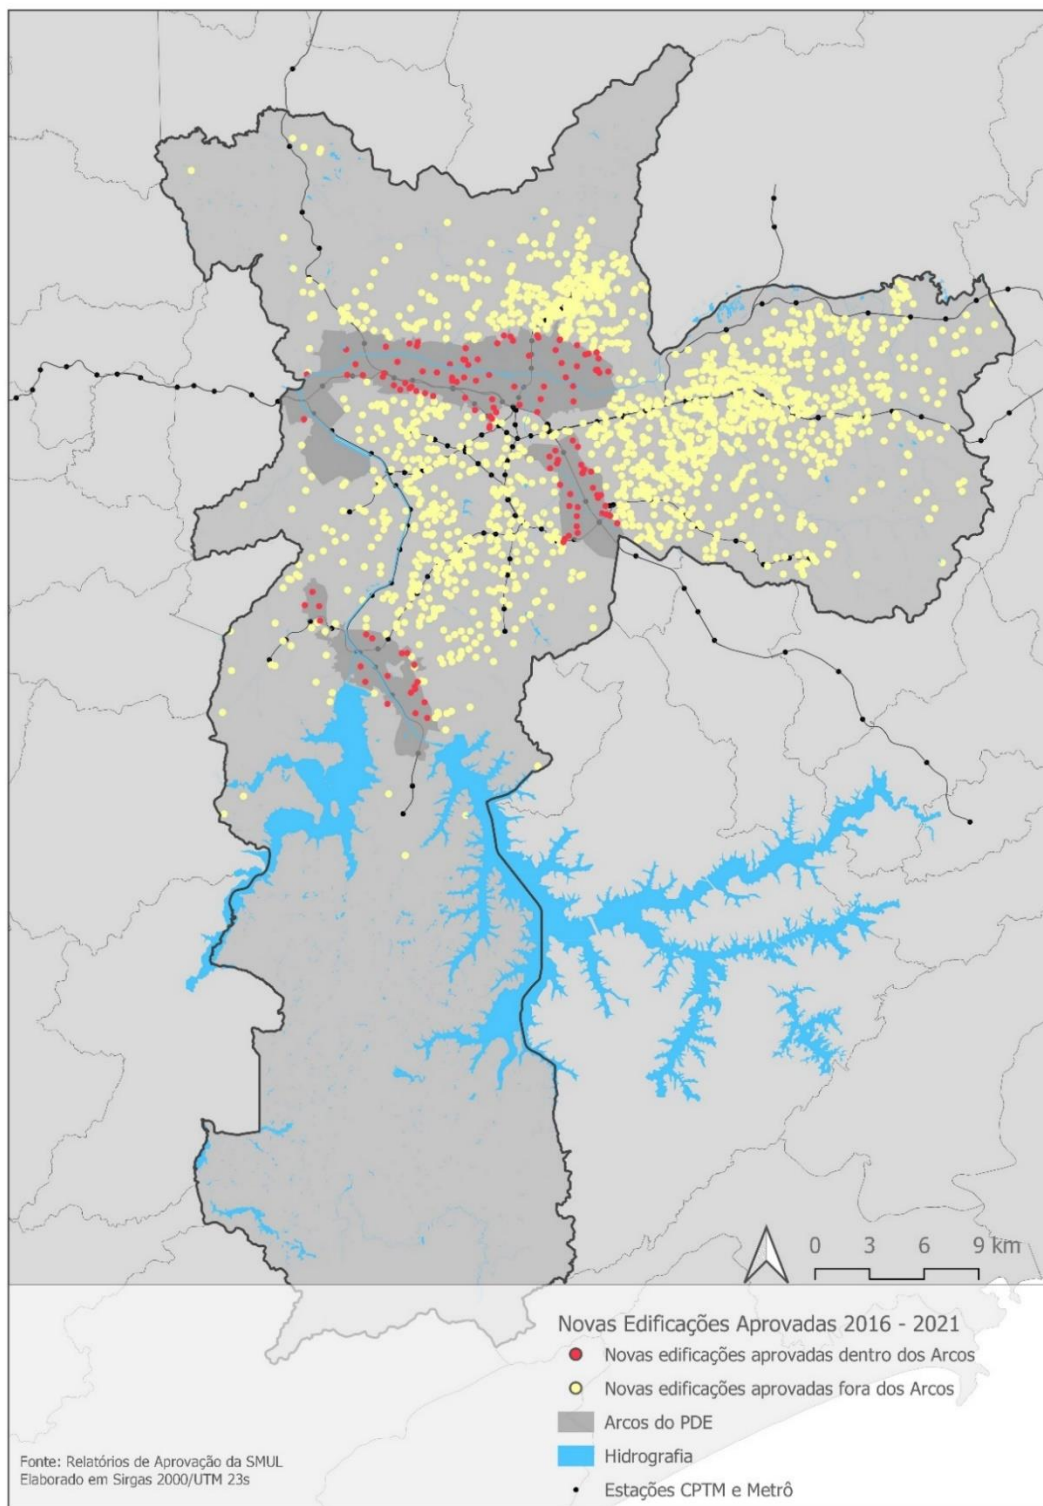 0 3 6 9 km
Novas Edificações Aprovadas 2016 - 2021
Novas edificações aprovadas dentro dos Arcos
Novas edificações aprovadas fora dos Arcos
Arcos do PDE
Hidrografia
Estações CPTM e Metrô
Fonte: Relatórios de Aprovação da SMUL
Elaborado em Sirgas 2000/UTM 23s